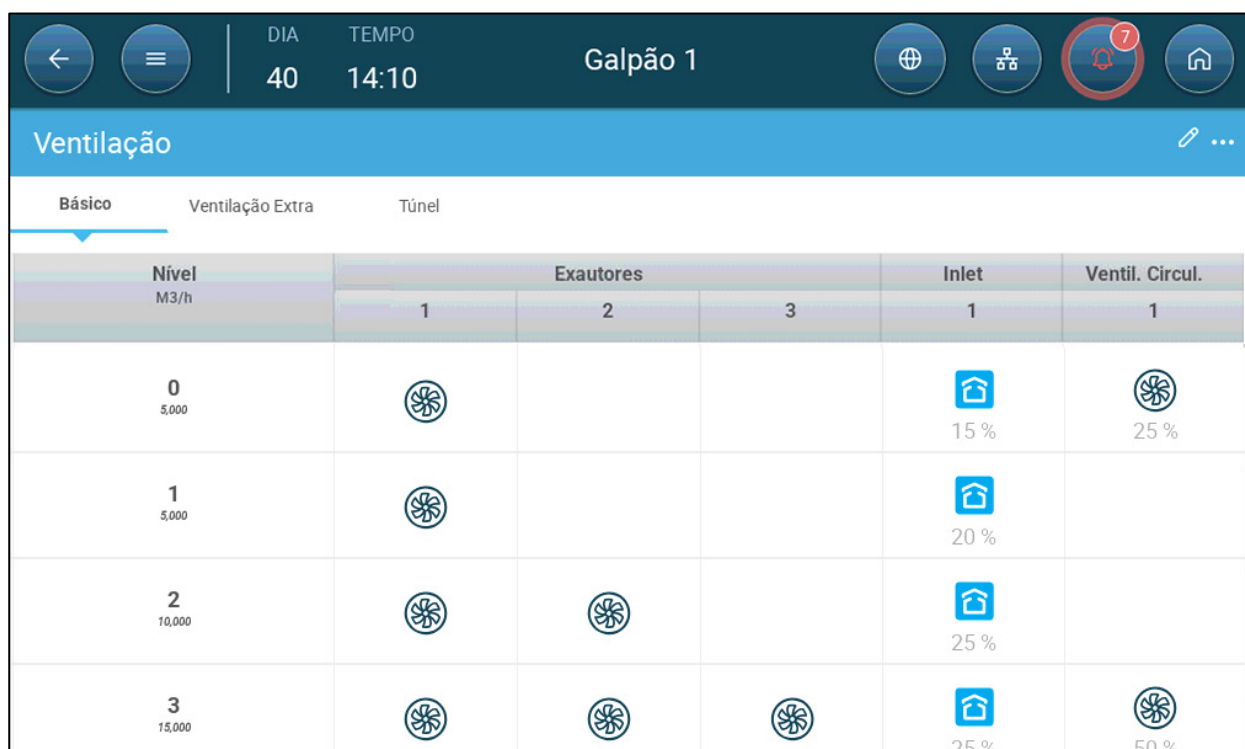 DIA TEMPO 7
40 14:10 Galpão 1
Ventilação
Básico Ventilação Extra Túnel
Nível Exautores Inlet Ventil. Circul.
M3/h 1 2 3 1 1
0
5,000
15 % 25 %
1
5,000
20 %
2
10,000
25 %
3
15,000
25 % 50 %